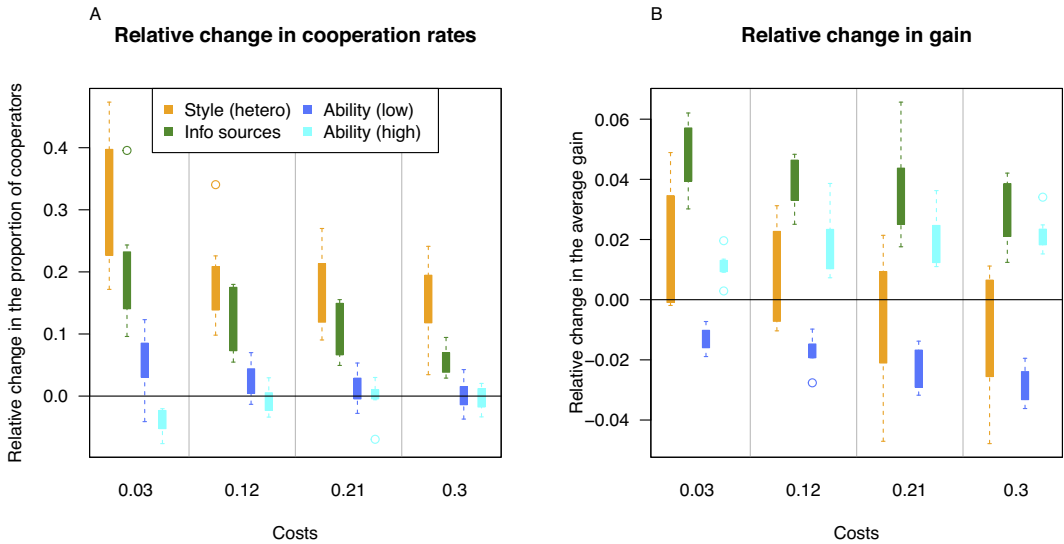 A
Relative change in cooperation rates
Relative change in the proportion of cooperators
0.4
0.3
0.2
0.1
0.0
Style (hetero)
Info sources
Ability (low)
Ability (high)
0.03
0.12
0.21
0.3
Costs
B
Relative change in gain
Relative change in the average gain
0.06
0.04
0.02
0.00
−0.02
−0.04
0.03
0.12
0.21
0.3
Costs